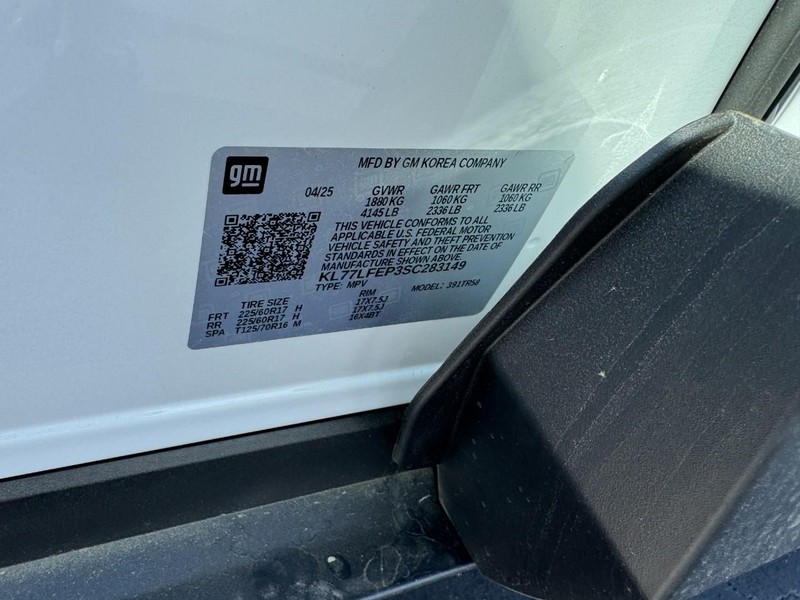 gm
MFD BY GM KOREA COMPANY
04/25 GVWR GAWR FRT GAWR RR
1880 KG 1060 KG 1060 KG
4145 LB 2336 LB 2336 LB
THIS VEHICLE CONFORMS TO ALL
APPLICABLE U.S. FEDERAL MOTOR
VEHICLE SAFETY AND THEFT PREVENTION
STANDARDS IN EFFECT ON THE DATE OF
MANUFACTURE SHOWN ABOVE.
KL77LFEP3SC283149
TYPE: MPV MODEL: 391TR58
TIRE SIZE RIM
FRT 225/60R17 H 17X7.5J
RR 225/60R17 H 17X7.5J
SPA T125/70R16 M 16X4BT